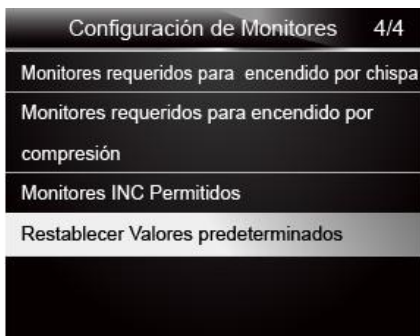 Configuración de Monitores 4/4
Monitores requeridos para encendido por chispa
Monitores requeridos para encendido por
compresión
Monitores INC Permitidos
Restablecer Valores predeterminados